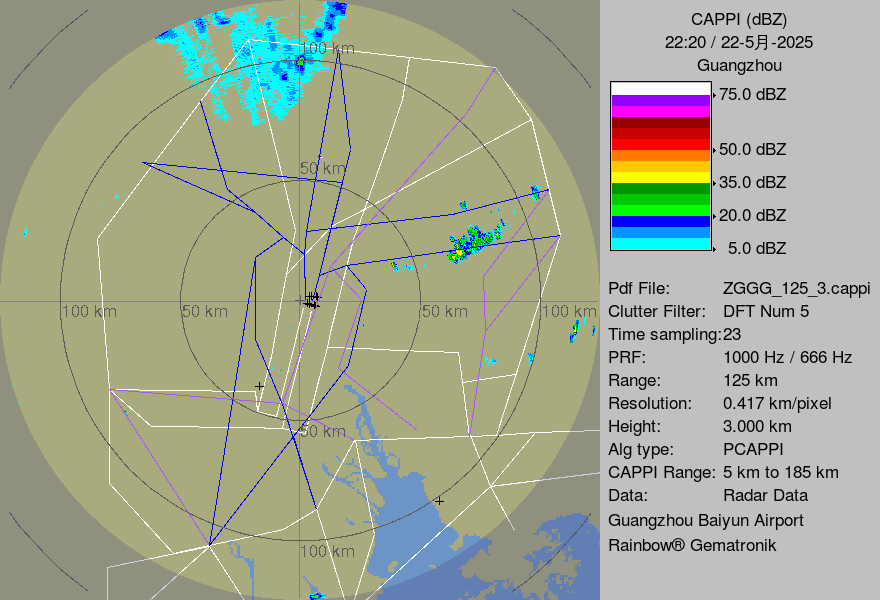 CAPPI (dBZ)
22:20 / 22-5月-2025
Guangzhou
75.0 dBZ
50.0 dBZ
35.0 dBZ
20.0 dBZ
5.0 dBZ
Pdf File: ZGGG_125_3.cappi
Clutter Filter: DFT Num 5
Time sampling:23
PRF: 1000 Hz / 666 Hz
Range: 125 km
Resolution: 0.417 km/pixel
Height: 3.000 km
Alg type: PCAPPI
CAPPI Range: 5 km to 185 km
Data: Radar Data
Guangzhou Baiyun Airport
Rainbow® Gematronik
100 km
50 km
100 km
50 km
50 km
100 km
50 km
100 km